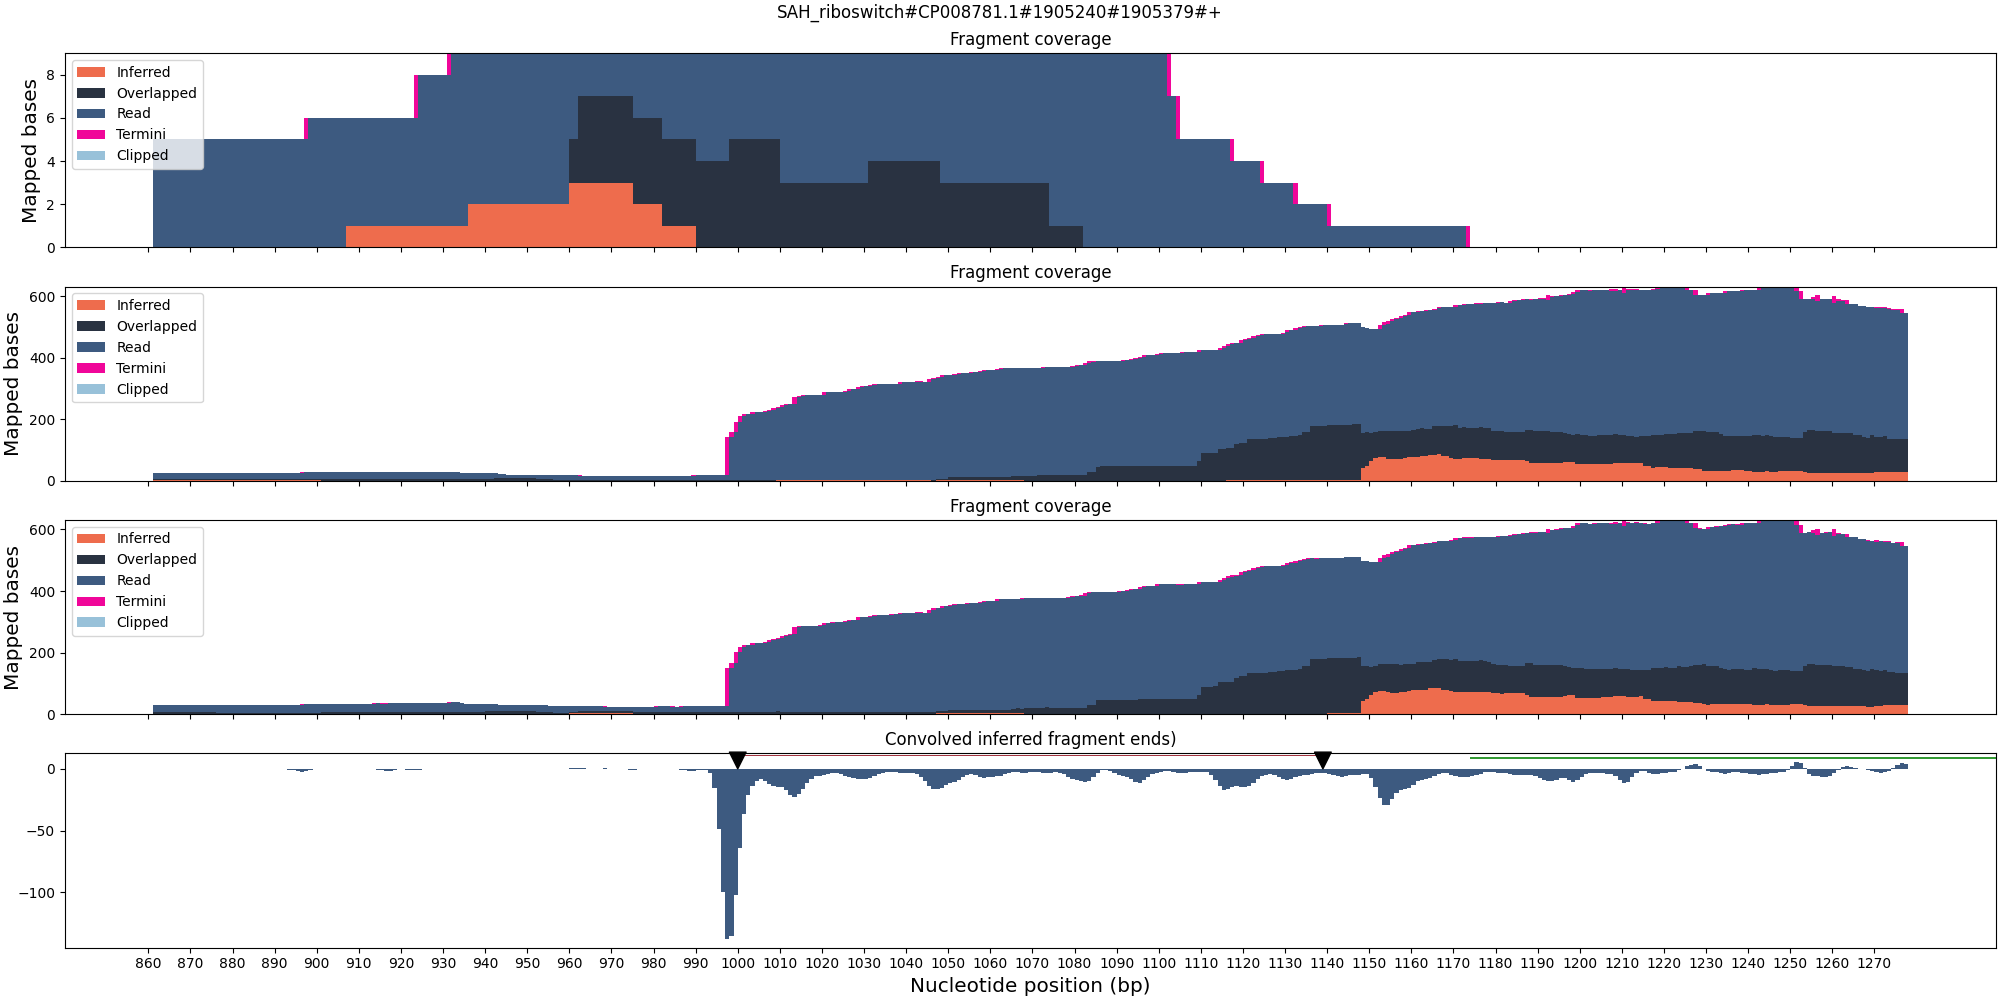 SAH_riboswitch#CP008781.1#1905240#1905379#+
Fragment coverage
Mapped bases
8
6
4
2
0
Inferred
Overlapped
Read
Termini
Clipped
Fragment coverage
Mapped bases
600
400
200
0
Inferred
Overlapped
Read
Termini
Clipped
Fragment coverage
Mapped bases
600
400
200
0
Inferred
Overlapped
Read
Termini
Clipped
Convolved inferred fragment ends)
0
−50
−100
860 870 880 890 900 910 920 930 940 950 960 970 980 990 1000 1010 1020 1030 1040 1050 1060 1070 1080 1090 1100 1110 1120 1130 1140 1150 1160 1170 1180 1190 1200 1210 1220 1230 1240 1250 1260 1270
Nucleotide position (bp)